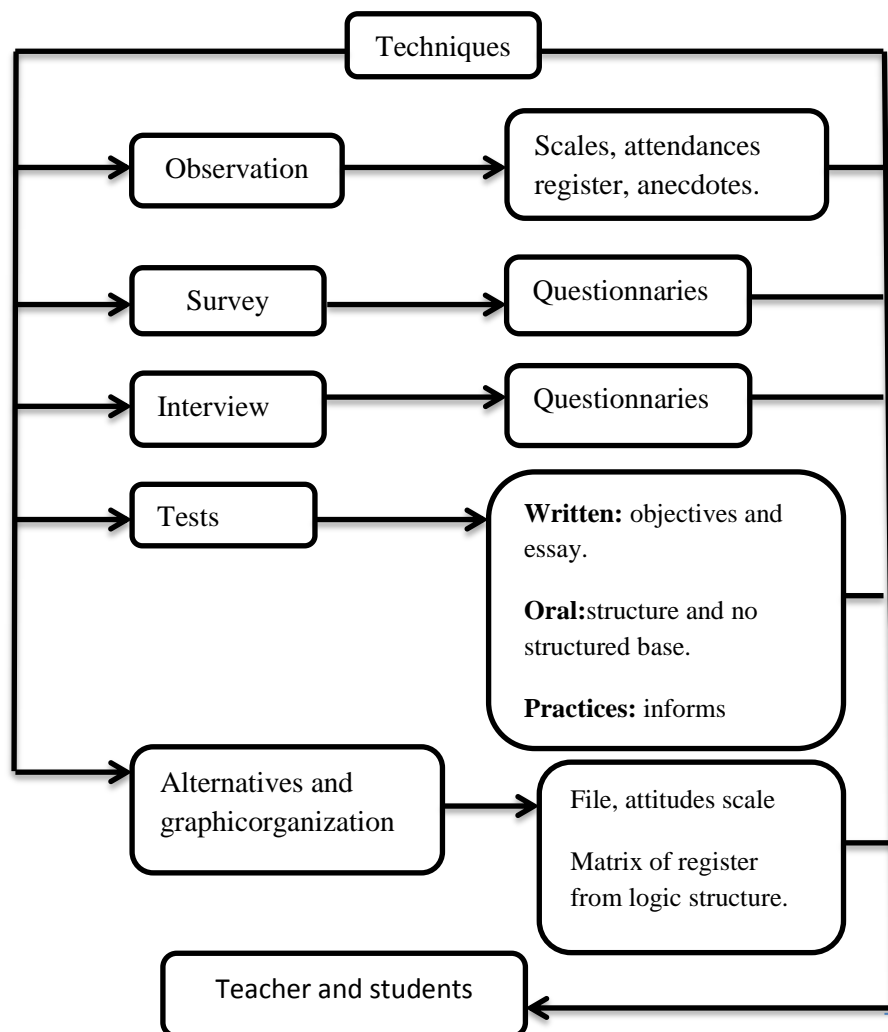 Techniques
Observation
Scales, attendances
register, anecdotes.
Survey
Questionnaries
Interview
Questionnaries
Tests
Written: objectives and
essay.
Oral:structure and no
structured base.
Practices: informs
Alternatives and
graphicorganization
File, attitudes scale
Matrix of register
from logic structure.
Teacher and students